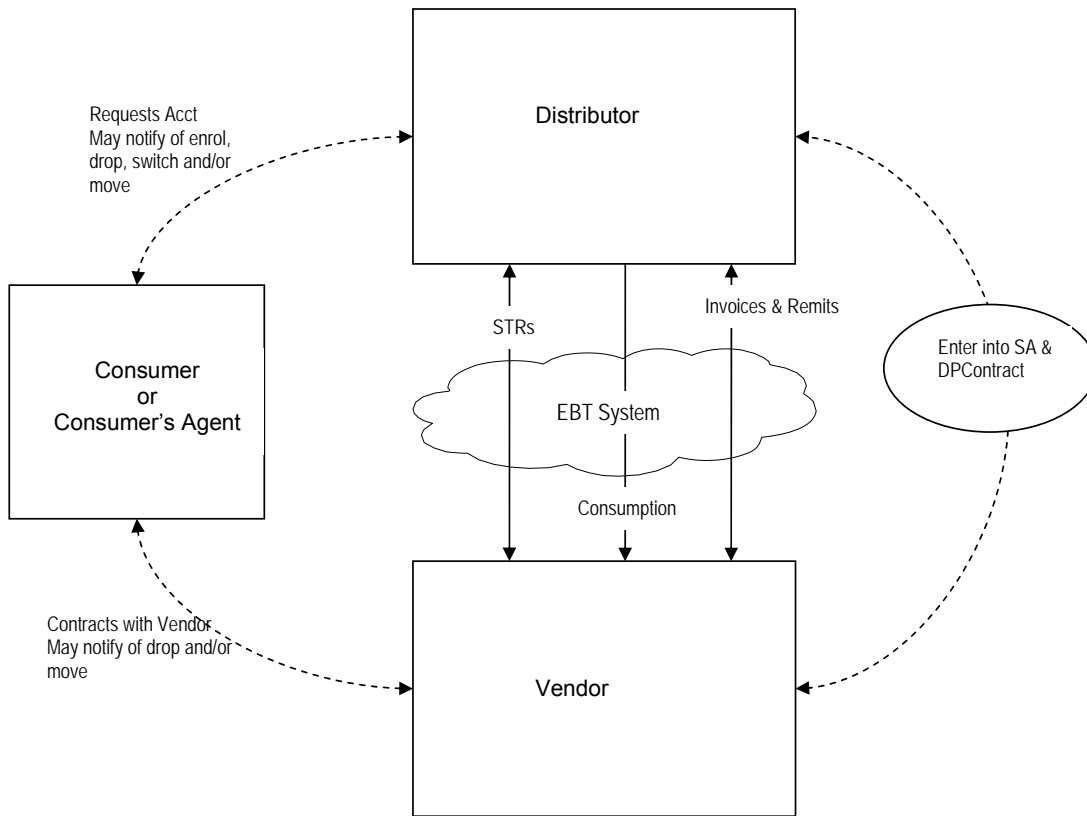 Distributor
Requests Acct
May notify of enrol,
drop, switch and/or
move
STRs
Invoices & Remits
Enter into SA &
DPContract
Consumer
or
Consumer's Agent
EBT System
Consumption
Contracts with Vendor
May notify of drop and/or
move
Vendor